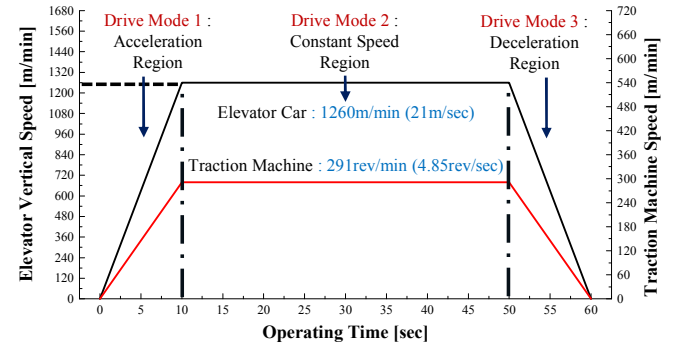 Drive Mode 1 :
Acceleration
Region
Drive Mode 2 :
Constant Speed
Region
Drive Mode 3 :
Deceleration
Region
Elevator Car : 1260m/min (21m/sec)
Traction Machine : 291rev/min (4.85rev/sec)
Elevator Vertical Speed [m/min]
1680
1560
1440
1320
1200
1080
960
840
720
600
480
360
240
120
0
Traction Machine Speed [m/min]
720
660
600
540
480
420
360
300
240
180
120
60
0
0 5 10 15 20 25 30 35 40 45 50 55 60
Operating Time [sec]